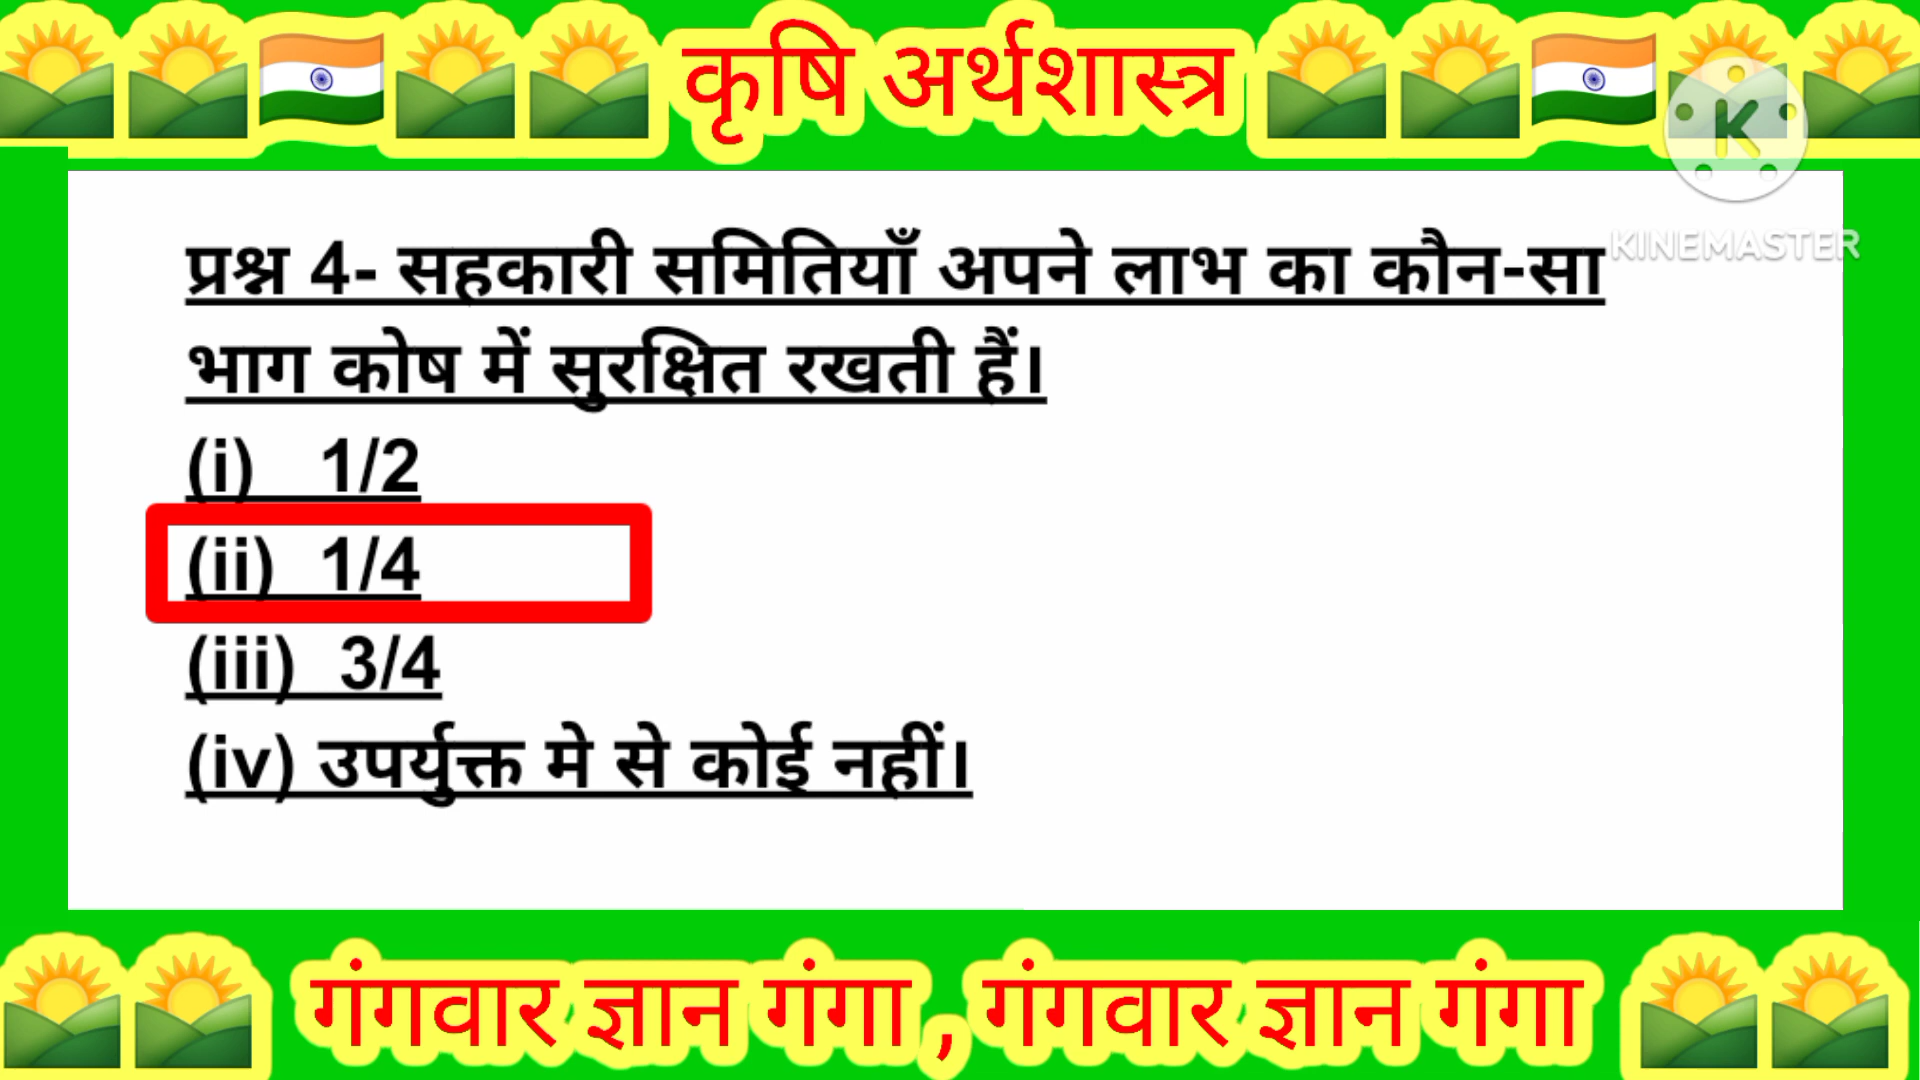 कृषि अर्थशास्त्र
K
KINEMASTER
प्रश्न 4- सहकारी समितियाँ अपने लाभ का कौन-सा
भाग कोष में सुरक्षित रखती हैं।
(i) 1/2
(ii) 1/4
(iii) 3/4
(iv) उपर्युक्त मे से कोई नहीं।
गंगवार ज्ञान गंगा , गंगवार ज्ञान गंगा